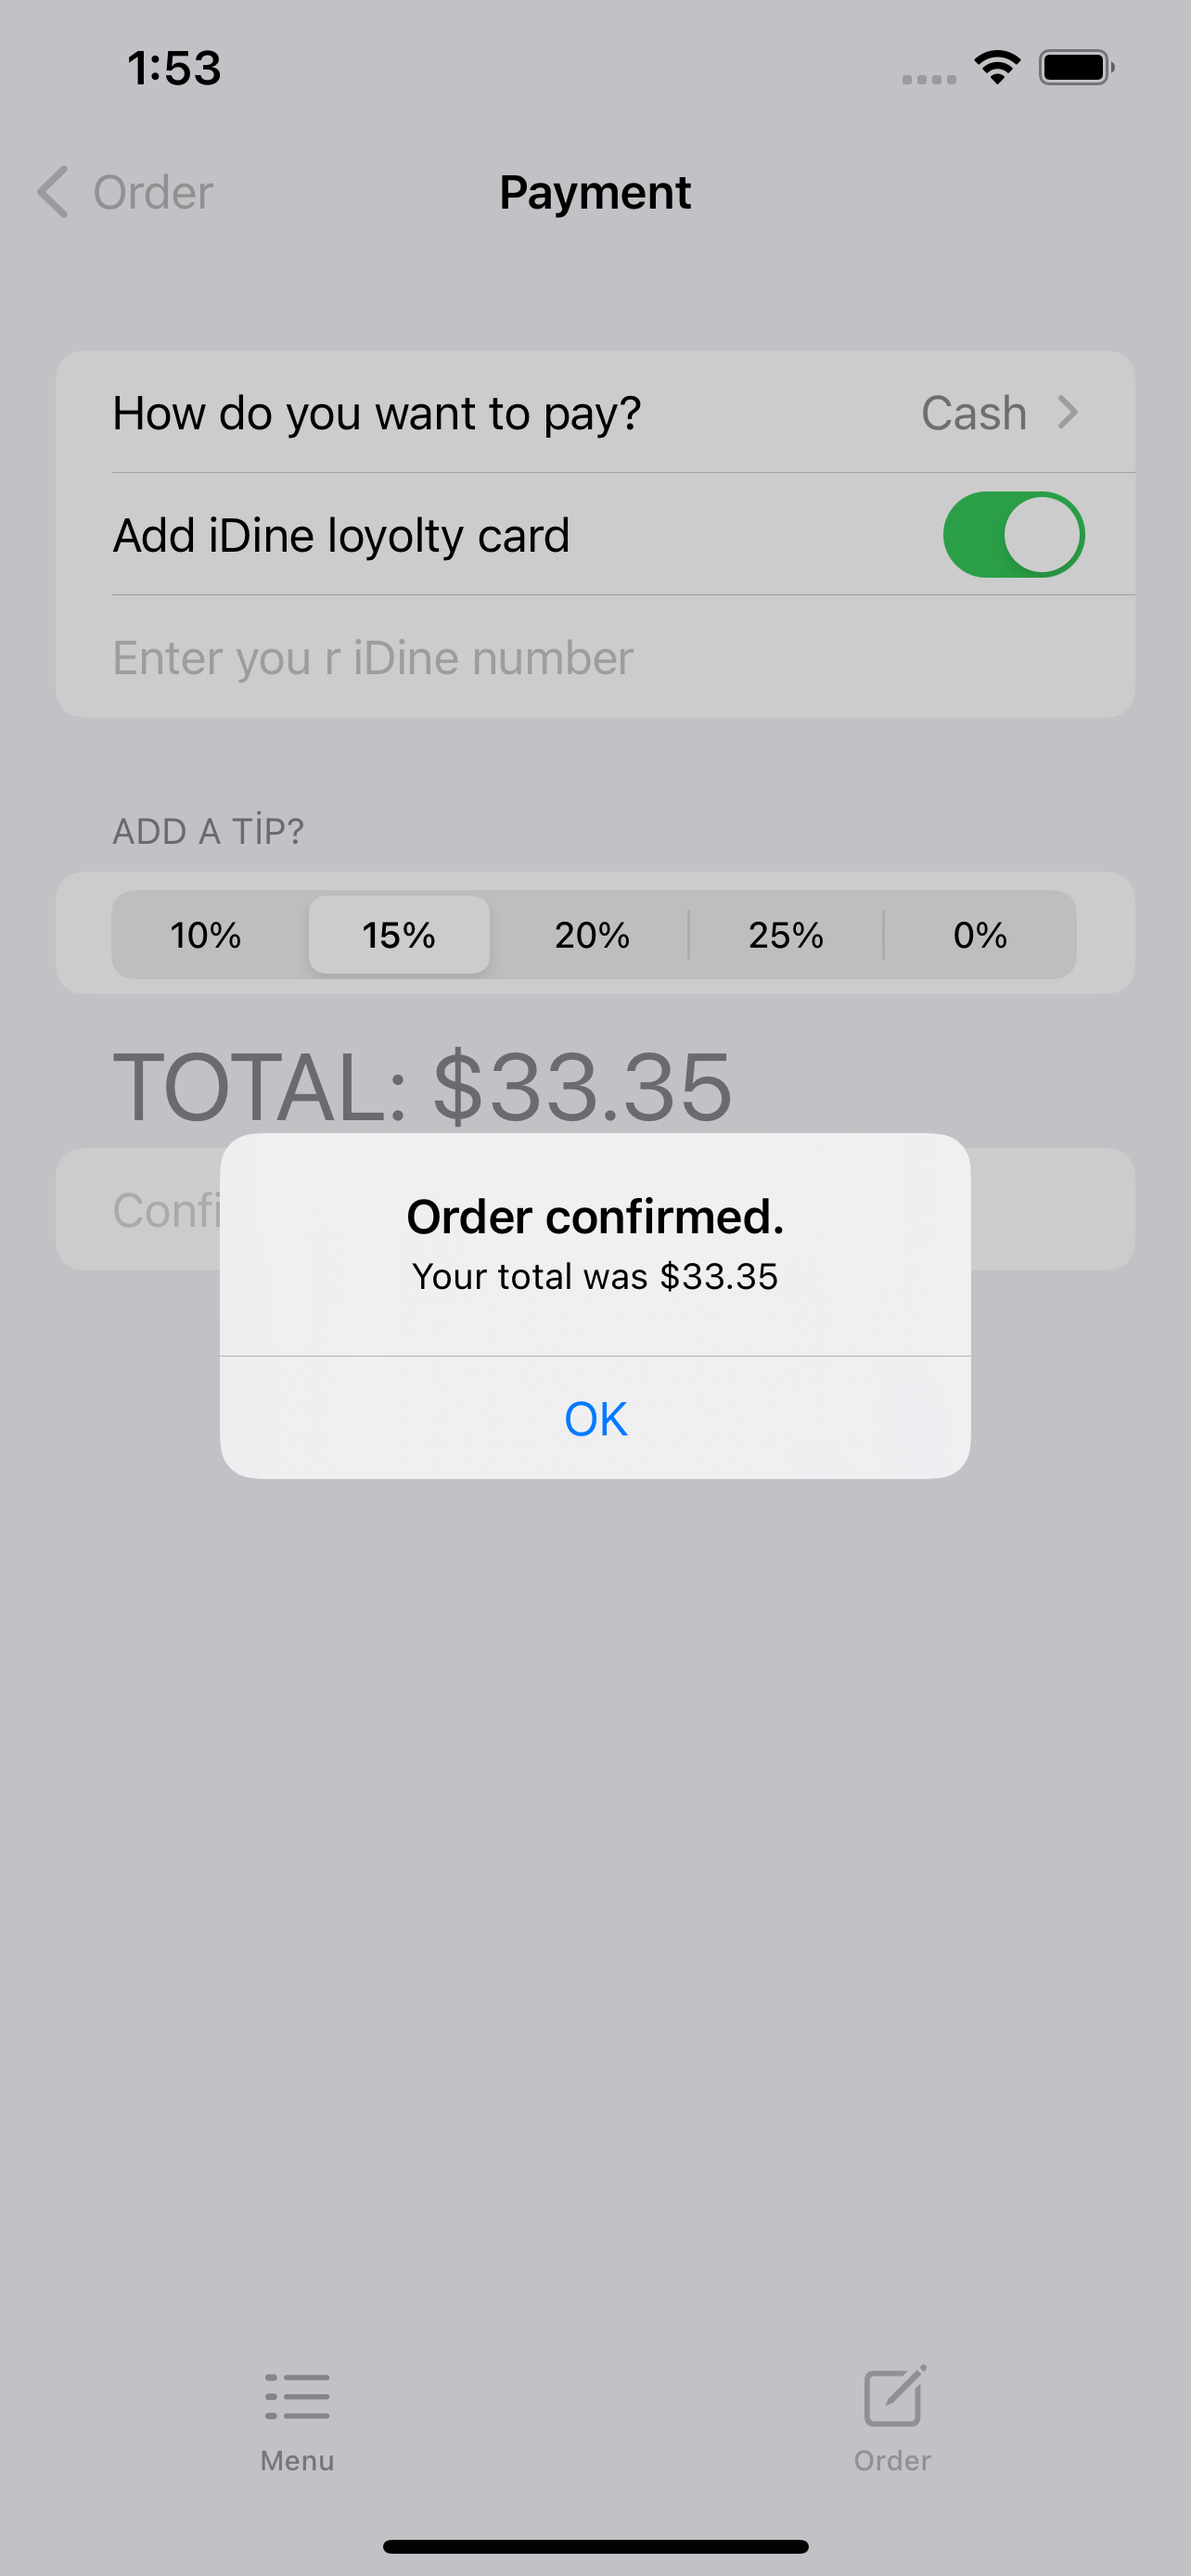 1:53
Order
Payment
How do you want to pay?
Cash
Add iDine loyolty card
Enter you r iDine number
ADD A TİP?
10%
15%
20%
25%
0%
TOTAL: $33.35
Confi
Order confirmed.
Your total was $33.35
OK
Menu
Order